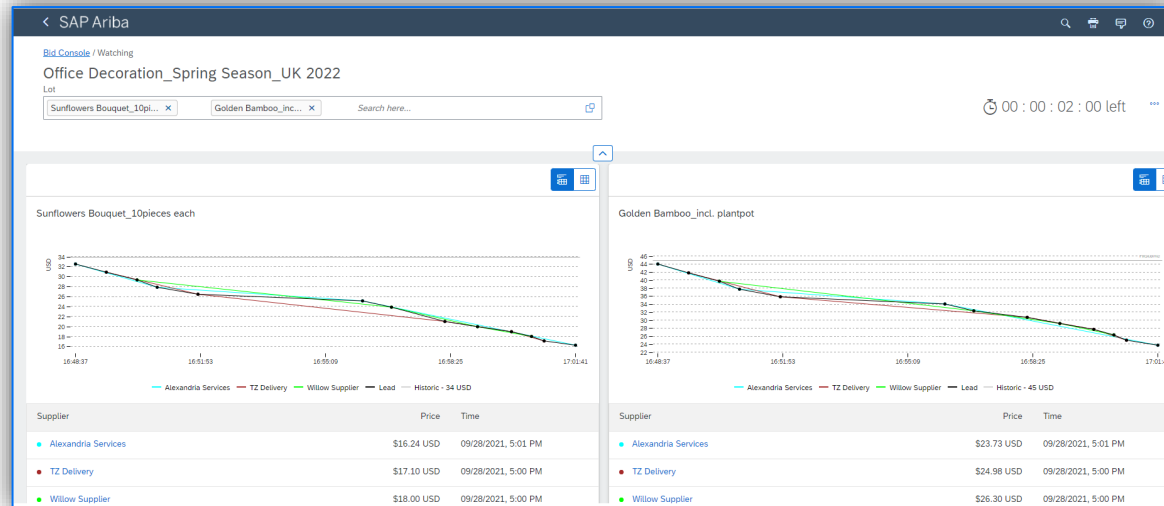 SAP Ariba
Bid Console / Watching
Office Decoration_Spring Season_UK 2022
Lot
Sunflowers Bouquet_10pi... Golden Bamboo_inc... Search here...
00 : 00 : 02 : 00 left
Sunflowers Bouquet_10pieces each
USD
34
32
30
28
26
24
22
20
18
16
16:48:37 16:51:53 16:55:09 16:58:25 17:01:41
Alexandria Services TZ Delivery Willow Supplier Lead Historic - 34 USD
Supplier Price Time
Alexandria Services $16.24 USD 09/28/2021, 5:01 PM
TZ Delivery $17.10 USD 09/28/2021, 5:00 PM
Willow Supplier $18.00 USD 09/28/2021, 5:00 PM
Golden Bamboo_incl. plantpot
USD
46
44
42
40
38
36
34
32
30
28
26
24
22
16:48:37 16:51:53 16:55:09 16:58:25
Alexandria Services TZ Delivery Willow Supplier Lead Historic - 45 USD
Supplier Price Time
Alexandria Services $23.73 USD 09/28/2021, 5:01 PM
TZ Delivery $24.98 USD 09/28/2021, 5:00 PM
Willow Supplier $26.30 USD 09/28/2021, 5:00 PM